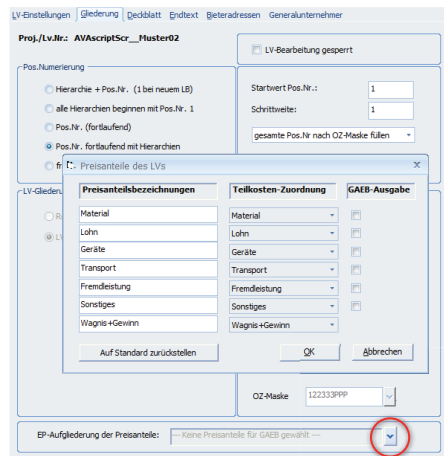 LV-Einstellungen Gliederung Deckblatt Endtext Bieteradressen Generalunternehmer
Proj./Lv.Nr.: AVAscriptScr__Muster02
LV-Bearbeitung gesperrt
Pos.Numerierung
Hierarchie + Pos.Nr. (1 bei neuem LB)
Startwert Pos.Nr.: 1
alle Hierarchien beginnen mit Pos.Nr. 1
Schrittweite: 1
Pos.Nr. (fortlaufend)
gesamte Pos.Nr nach OZ-Maske füllen
Pos.Nr. fortlaufend mit Hierarchien
Preisanteile des LVs x
LV-Gliederu
Preisanteilsbezeichnungen Teilkosten-Zuordnung GAEB-Ausgabe
Material Material
Lohn Lohn
Geräte Geräte
Transport Transport
Fremdleistung Fremdleistung
Sonstiges Sonstiges
Wagnis+Gewinn Wagnis+Gewinn
Auf Standard zurückstellen OK Abbrechen
OZ-Maske 122333PPP
EP-Aufgliederung der Preisanteile: --- Keine Preisanteile für GAEB gewählt ---